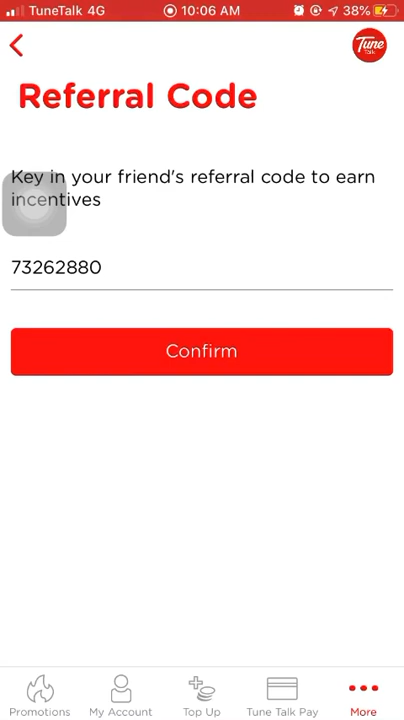 TuneTalk 4G 10:06 AM 38%
Tune
Talk
Referral Code
Key in your friend's referral code to earn
incentives
73262880
Confirm
Promotions My Account Top Up Tune Talk Pay More